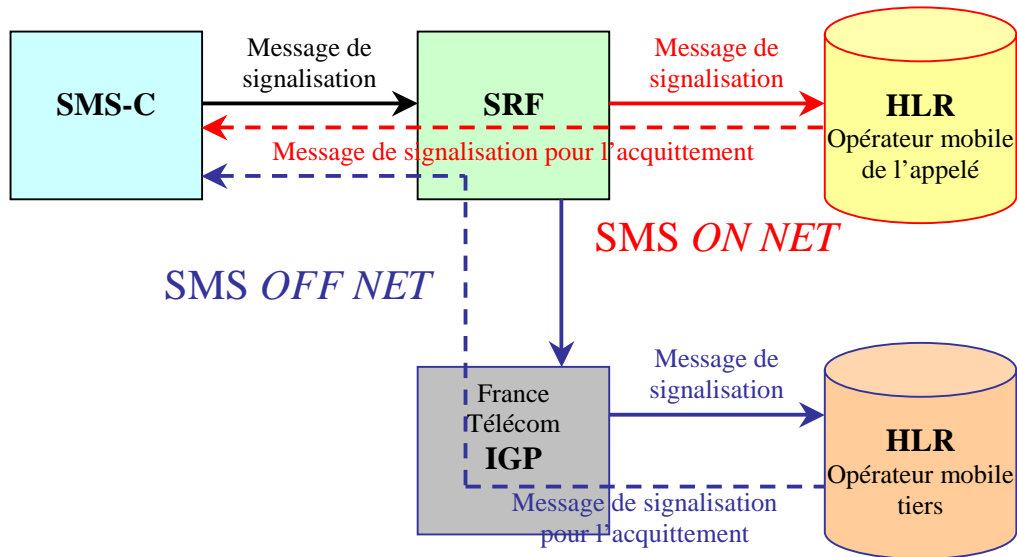 Message de
signalisation
Message de
signalisation
SMS-C
SRF
HLR
Opérateur mobile
de l’appelé
Message de signalisation pour l’acquittement
SMS ON NET
SMS OFF NET
France
Télécom
IGP
Message de
signalisation
HLR
Opérateur mobile
tiers
Message de signalisation
pour l’acquittement